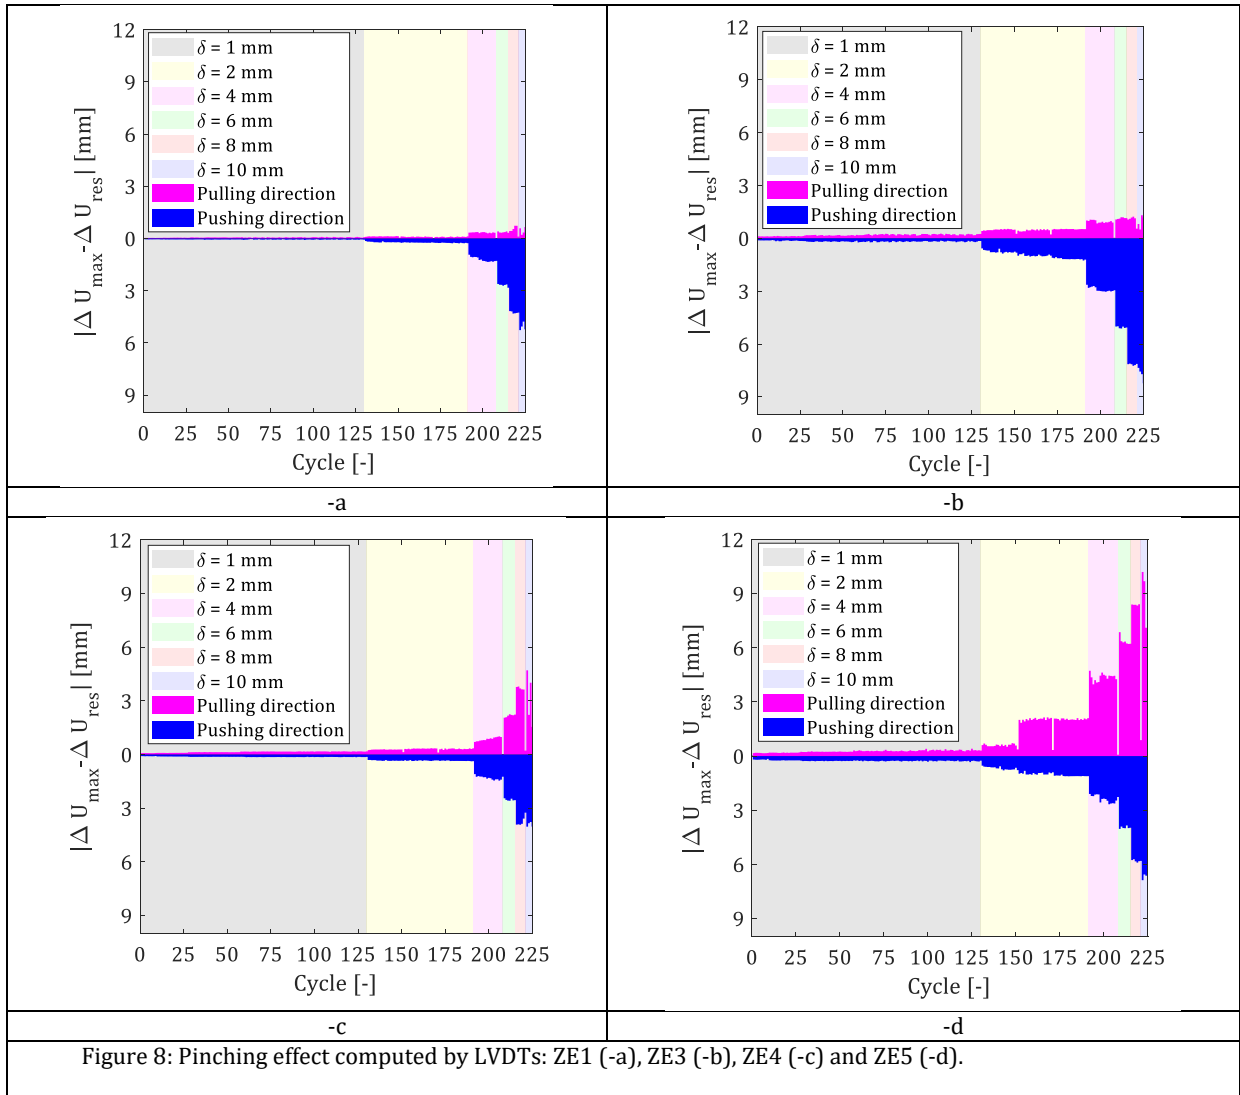 12
9
6
3
0
3
6
9
|Δ U_max-Δ U_res| [mm]
δ = 1 mm
δ = 2 mm
δ = 4 mm
δ = 6 mm
δ = 8 mm
δ = 10 mm
Pulling direction
Pushing direction
0 25 50 75 100 125 150 175 200 225
Cycle [-]
-a
12
9
6
3
0
3
6
9
|Δ U_max-Δ U_res| [mm]
δ = 1 mm
δ = 2 mm
δ = 4 mm
δ = 6 mm
δ = 8 mm
δ = 10 mm
Pulling direction
Pushing direction
0 25 50 75 100 125 150 175 200 225
Cycle [-]
-b
12
9
6
3
0
3
6
9
|Δ U_max-Δ U_res| [mm]
δ = 1 mm
δ = 2 mm
δ = 4 mm
δ = 6 mm
δ = 8 mm
δ = 10 mm
Pulling direction
Pushing direction
0 25 50 75 100 125 150 175 200 225
Cycle [-]
-c
12
9
6
3
0
3
6
9
|Δ U_max-Δ U_res| [mm]
δ = 1 mm
δ = 2 mm
δ = 4 mm
δ = 6 mm
δ = 8 mm
δ = 10 mm
Pulling direction
Pushing direction
0 25 50 75 100 125 150 175 200 225
Cycle [-]
-d
Figure 8: Pinching effect computed by LVDTs: ZE1 (-a), ZE3 (-b), ZE4 (-c) and ZE5 (-d).